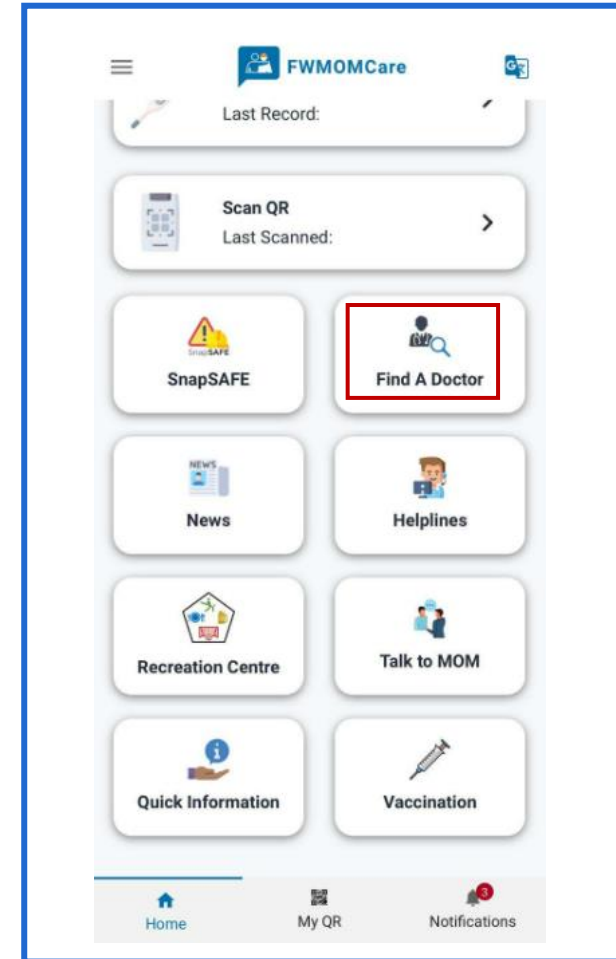 FWMOMCare
Last Record:
Scan QR
Last Scanned:
SnapSAFE
SnapSAFE
Find A Doctor
NEWS
News
Helplines
Recreation Centre
Talk to MOM
Quick Information
Vaccination
3
Home
My QR
Notifications